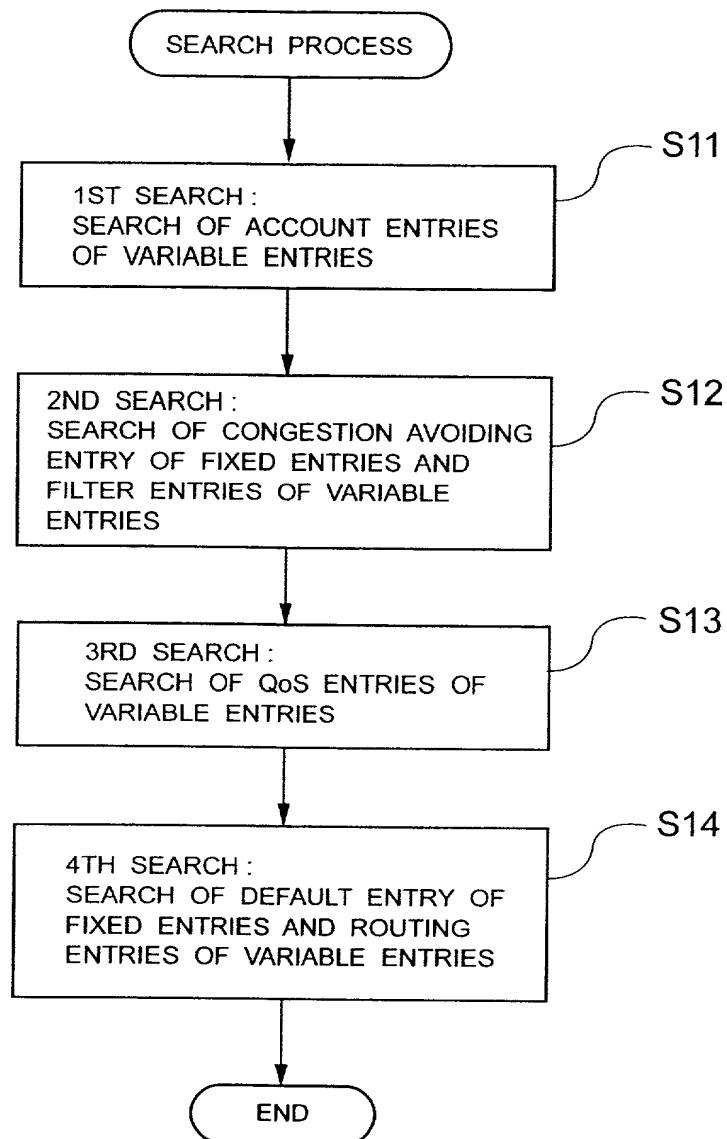 SEARCH PROCESS
S11
1ST SEARCH :
SEARCH OF ACCOUNT ENTRIES
OF VARIABLE ENTRIES
S12
2ND SEARCH :
SEARCH OF CONGESTION AVOIDING
ENTRY OF FIXED ENTRIES AND
FILTER ENTRIES OF VARIABLE
ENTRIES
S13
3RD SEARCH :
SEARCH OF QoS ENTRIES OF
VARIABLE ENTRIES
S14
4TH SEARCH :
SEARCH OF DEFAULT ENTRY OF
FIXED ENTRIES AND ROUTING
ENTRIES OF VARIABLE ENTRIES
END